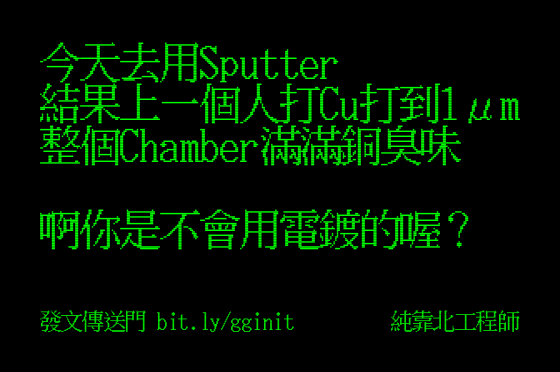 今天去用Sputter
結果上一個人打Cu打到1μm
整個Chamber滿滿銅臭味
啊你是不會用電鍍的喔？
發文傳送門 bit.ly/gginit
純靠北工程師